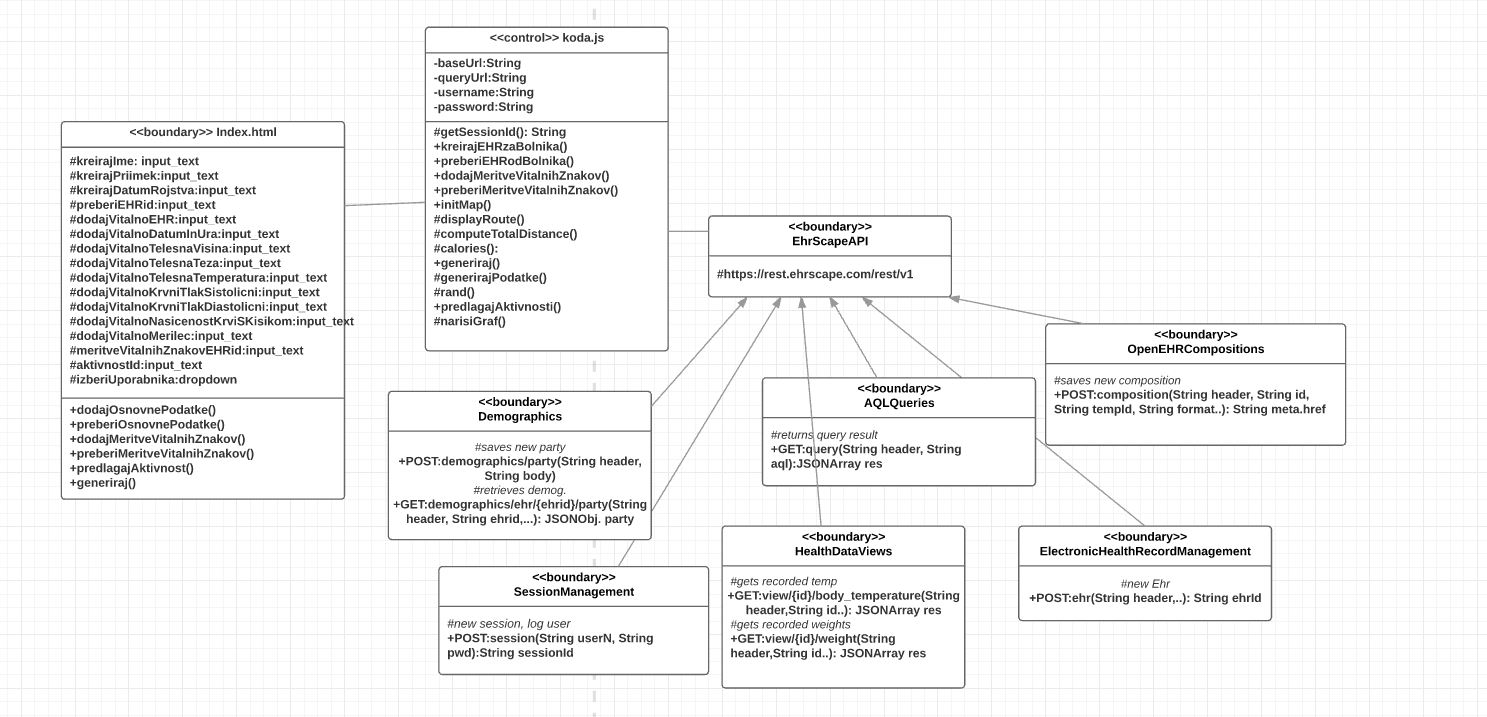 <<control>> koda.js
-baseUrl:String
-queryUrl:String
-username:String
-password:String
#getSessionId(): String
+kreirajEHRzaBolnika()
+preberiEHRodBolnika()
+dodajMeritveVitalnihZnakov()
+preberiMeritveVitalnihZnakov()
+initMap()
#displayRoute()
#computeTotalDistance()
#calories():
+generiraj()
#generirajPodatke()
#rand()
+predlagajAktivnosti()
#narisiGraf()
<<boundary>> Index.html
#kreirajIme: input_text
#kreirajPriimek:input_text
#kreirajDatumRojstva:input_text
#preberiEHRid:input_text
#dodajVitalnoEHR:input_text
#dodajVitalnoDatumInUra:input_text
#dodajVitalnoTelesnaVisina:input_text
#dodajVitalnoTelesnaTeza:input_text
#dodajVitalnoTelesnaTemperatura:input_text
#dodajVitalnoKrvniTlakSistolicni:input_text
#dodajVitalnoKrvniTlakDiastolicni:input_text
#dodajVitalnoNasicenostKrviSKisikom:input_text
#dodajVitalnoMerilec:input_text
#meritveVitalnihZnakovEHRid:input_text
#aktivnostId:input_text
#izberiUporabnika:dropdown
+dodajOsnovnePodatke()
+preberiOsnovnePodatke()
+dodajMeritveVitalnihZnakov()
+preberiMeritveVitalnihZnakov()
+predlagajAktivnost()
+generiraj()
<<boundary>>
EhrScapeAPI
#https://rest.ehrscape.com/rest/v1
<<boundary>>
OpenEHRCompositions
#saves new composition
+POST:composition(String header, String id,
String templd, String format..): String meta.href
<<boundary>>
Demographics
#saves new party
+POST:demographics/party(String header,
String body)
#retrieves demog.
+GET:demographics/ehr/{ehrid}/party(String
header, String ehrid,...): JSONObj. party
<<boundary>>
AQLQueries
#returns query result
+GET:query(String header, String
aql):JSONArray res
<<boundary>>
SessionManagement
#new session, log user
+POST:session(String userN, String
pwd):String sessionId
<<boundary>>
HealthDataViews
#gets recorded temp
+GET:view/{id}/body_temperature(String
header,String id..): JSONArray res
#gets recorded weights
+GET:view/{id}/weight(String
header,String id..): JSONArray res
<<boundary>>
ElectronicHealthRecordManagement
#new Ehr
+POST:ehr(String header,..): String ehrId